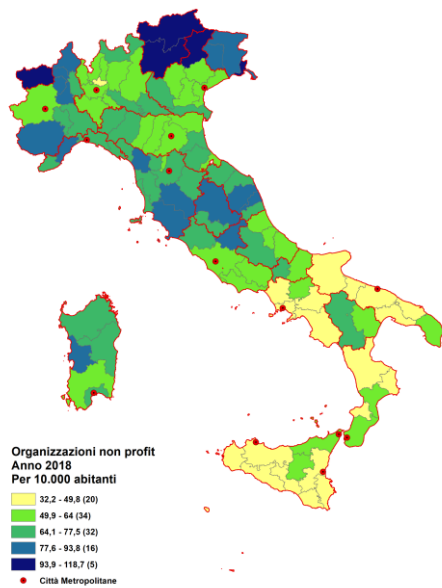 Organizzazioni non profit
Anno 2018
Per 10.000 abitanti
32,2 - 49,8 (20)
49,9 - 64 (34)
64,1 - 77,5 (32)
77,6 - 93,8 (16)
93,9 - 118,7 (5)
Città Metropolitane